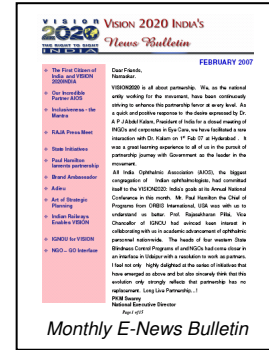 VISION
2020
THE RIGHT TO SIGHT
INDIA
VISION 2020 INDIA'S
News Bulletin
FEBRUARY 2007
The First Citizen of
India and VISION
2020INDIA
Our Incredible
Partner AIOS
Inclusiveness - the
Mantra
RAJA Press Meet
State Initiatives
Paul Hamilton
laments partnership
Brand Ambassador
Adieu
Art of Strategic
Planning
Indian Railways
Enables VISION
IGNOU for VISION
NGO – GO Interface
Dear Friends,
Namaskar.
VISION2020 is all about partnership. We, as the national
entity working for the movement, have been continuously
striving to enhance this partnership fervor at every level. As
a quick and positive response to the desire expressed by Dr.
A P J Abdul Kalam, President of India for a closed meeting of
INGOs and corporates in Eye Care, we have facilitated a rare
interaction with Dr. Kalam on 1st Feb 07 at Hyderabad. It
was a great learning experience to all of us in the pursuit of
partnership journey with Government as the leader in the
movement.
All India Ophthalmic Association (AIOS), the biggest
congregation of Indian ophthalmologists, had committed
itself to the VISION2020: India's goals at its Annual National
Conference in this month. Mr. Paul Hamilton the Chief of
Programs from ORBIS International, USA was with us to
understand us better. Prof. Rajasekharan Pillai, Vice
Chancellor of IGNOU had evinced keen interest in
collaborating with us in academic advancement of ophthalmic
personnel nationwide. The heads of four western State
Blindness Control Programs of and NGOs had come closer in
an interface in Udaipur with a resolution to work as partners.
I feel not only highly delighted at the series of initiatives that
have emerged as above and but also sincerely think that this
evolution only strongly reflects that partnership has no
replacement. Long Live Partnership...!
PKM Swamy
National Executive Director
Page 1 of 15
Monthly E-News Bulletin